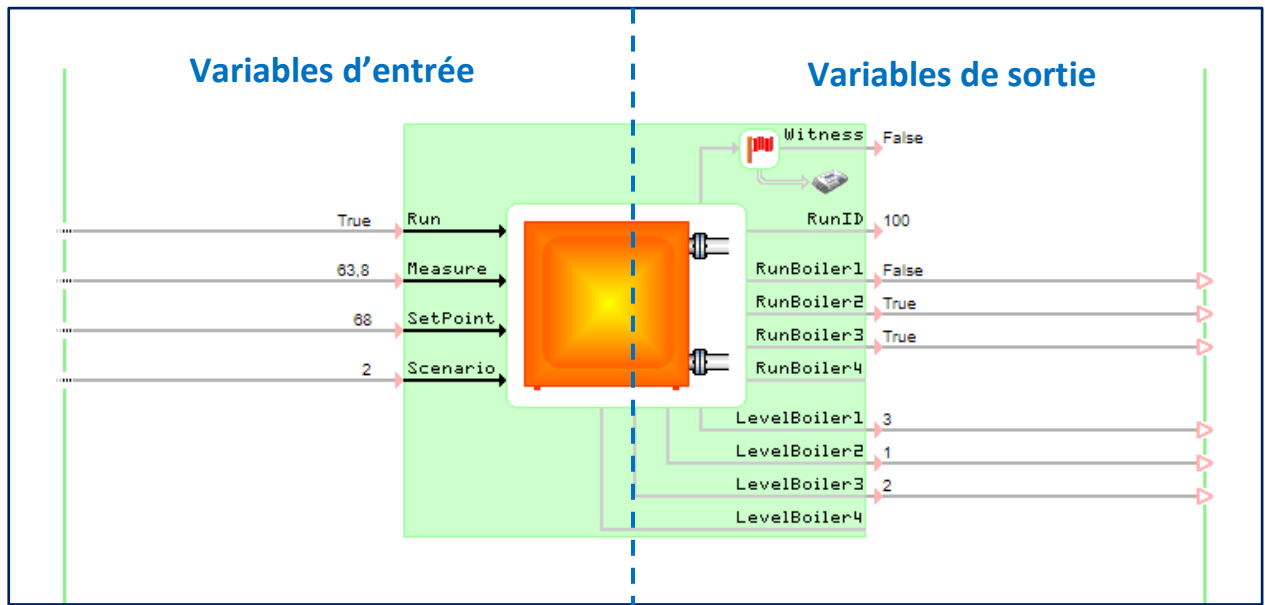 Variables d’entrée
Variables de sortie
Witness False
True Run
RunID 100
63,8 Measure
RunBoiler1 False
RunBoiler2 True
68 SetPoint
RunBoiler3 True
2 Scenario
RunBoiler4
LevelBoiler1 3
LevelBoiler2 1
LevelBoiler3 2
LevelBoiler4